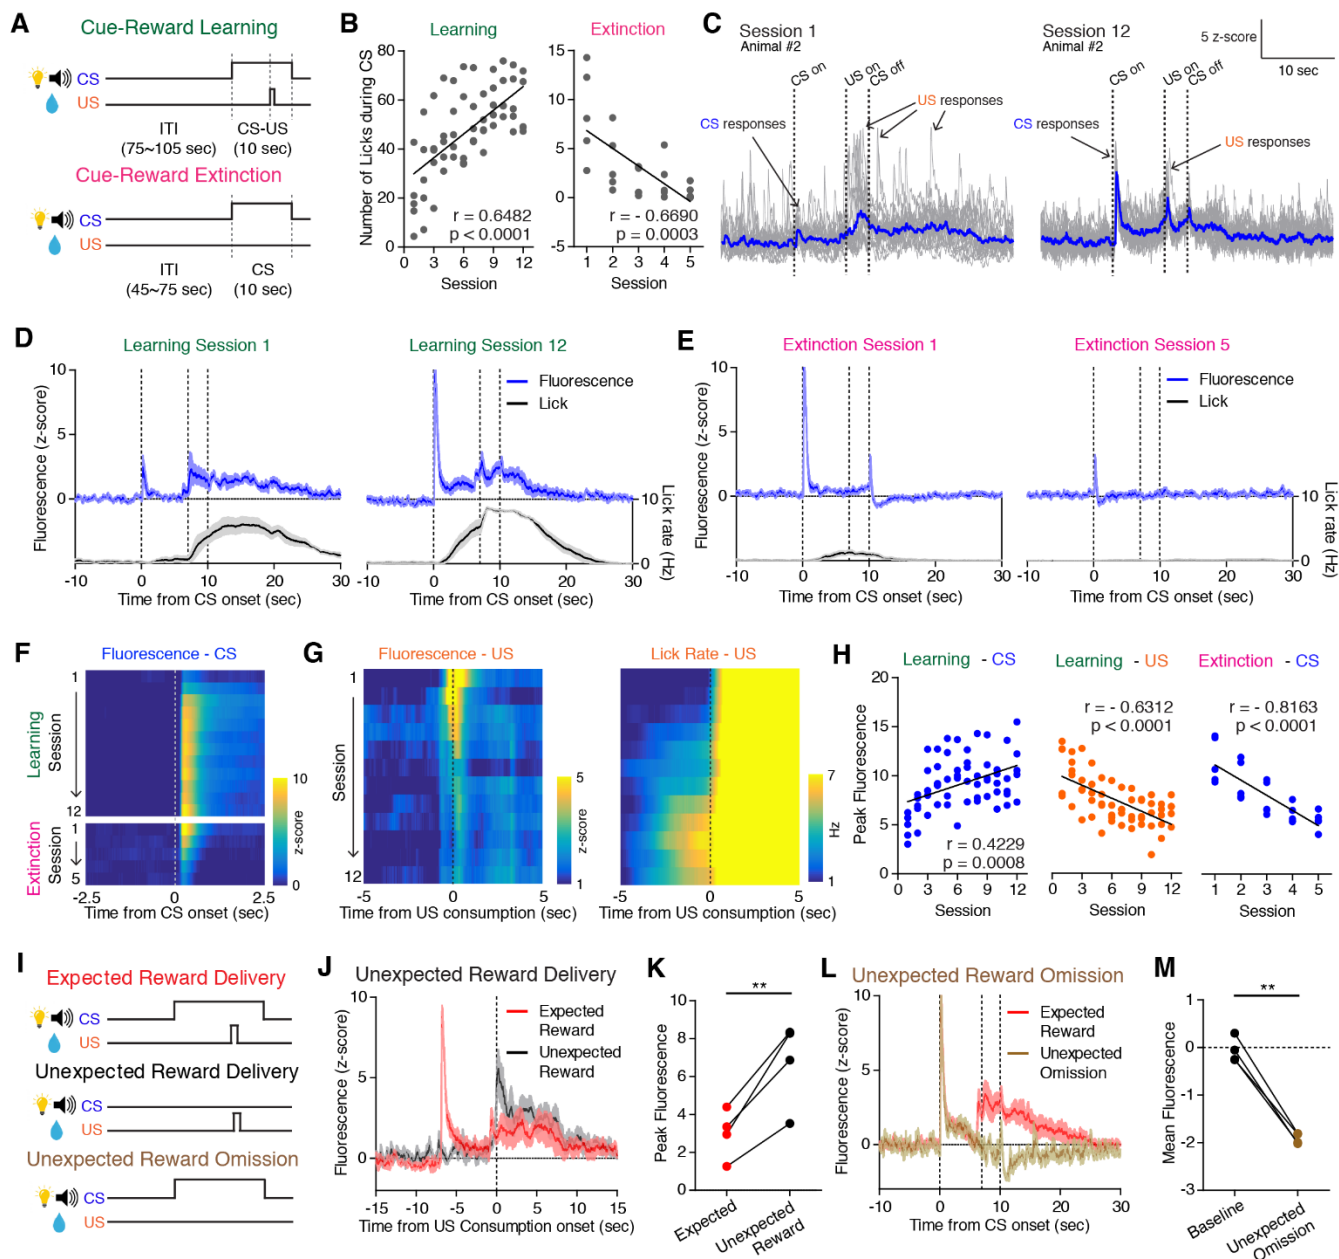 A
Cue-Reward Learning
CS
US
ITI
(75~105 sec)
CS-US
(10 sec)
Cue-Reward Extinction
CS
US
ITI
(45~75 sec)
CS
(10 sec)
B
Learning
Extinction
Number of Licks during CS
80
60
40
20
0
0 3 6 9 12
Session
r = 0.6482
p < 0.0001
15
10
5
0
-5
1 2 3 4 5
Session
r = - 0.6690
p = 0.0003
C
Session 1
Animal #2
CS on
US on
CS off
CS responses
US responses
Session 12
Animal #2
CS on
US on
CS off
CS responses
US responses
5 z-score
10 sec
D
Learning Session 1
Learning Session 12
Fluorescence (z-score)
10
5
0
-10 0 10 20 30
Time from CS onset (sec)
Fluorescence
Lick
10
0
Lick rate (Hz)
-10 0 10 20 30
Time from CS onset (sec)
E
Extinction Session 1
Extinction Session 5
Fluorescence (z-score)
10
5
0
-10 0 10 20 30
Time from CS onset (sec)
Fluorescence
Lick
10
0
Lick rate (Hz)
-10 0 10 20 30
Time from CS onset (sec)
F
Fluorescence - CS
Learning
Session
1
12
Extinction
Session
1
5
-2.5 0 2.5
Time from CS onset (sec)
10
0
z-score
G
Fluorescence - US
Session
1
12
-5 0 5
Time from US consumption (sec)
5
1
z-score
Lick Rate - US
-5 0 5
Time from US consumption (sec)
7
1
Hz
H
Learning - CS
Learning - US
Extinction - CS
Peak Fluorescence
20
15
10
5
0
0 3 6 9 12
Session
r = 0.4229
p = 0.0008
r = - 0.6312
p < 0.0001
0 3 6 9 12
Session
r = - 0.8163
p < 0.0001
1 2 3 4 5
Session
I
Expected Reward Delivery
CS
US
Unexpected Reward Delivery
CS
US
Unexpected Reward Omission
CS
US
J
Unexpected Reward Delivery
Fluorescence (z-score)
10
5
0
-15 -10 -5 0 5 10 15
Time from US Consumption onset (sec)
Expected
Reward
Unexpected
Reward
K
**
Peak Fluorescence
10
8
6
4
2
0
Expected
Unexpected
Reward
L
Unexpected Reward Omission
Fluorescence (z-score)
10
5
0
-10 0 10 20 30
Time from CS onset (sec)
Expected
Reward
Unexpected
Omission
M
**
Mean Fluorescence
1
0
-1
-2
-3
Baseline
Unexpected
Omission